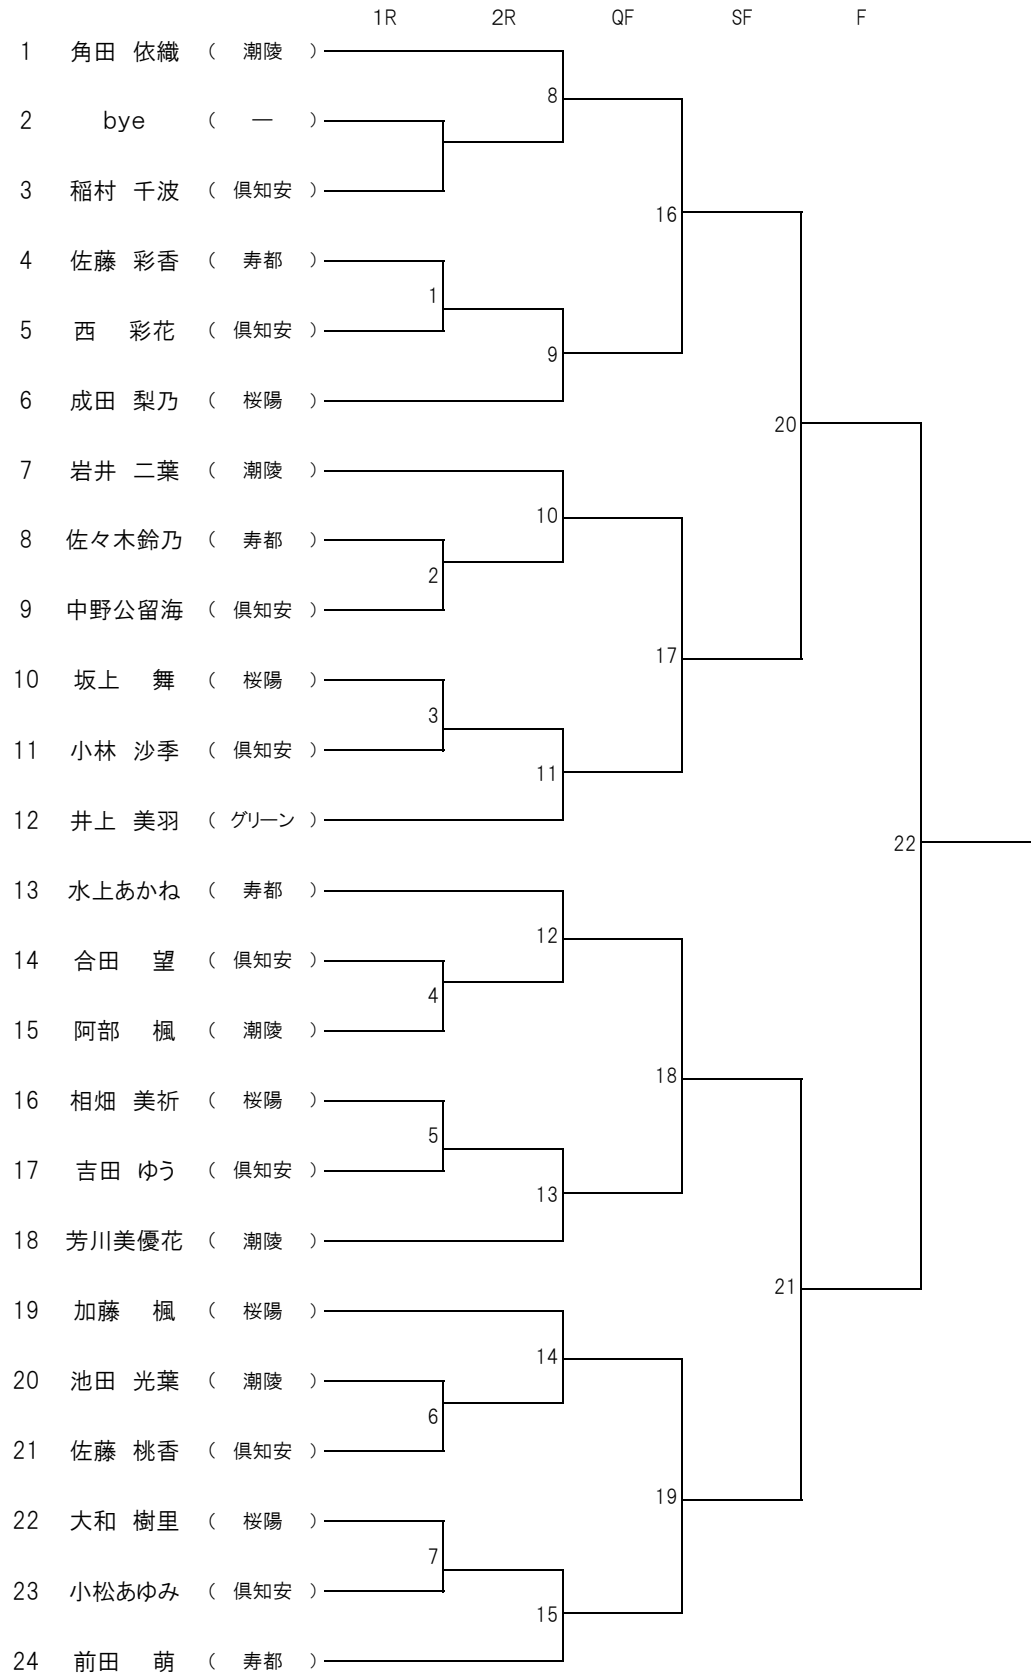 1R 2R QF SF F
1 角田 依織 ( 潮陵 )
8
2 bye ( ― )
3 稲村 千波 ( 倶知安 )
16
4 佐藤 彩香 ( 寿都 )
1
5 西 彩花 ( 倶知安 )
9
6 成田 梨乃 ( 桜陽 )
20
7 岩井 二葉 ( 潮陵 )
10
8 佐々木鈴乃 ( 寿都 )
2
9 中野公留海 ( 倶知安 )
17
10 坂上 舞 ( 桜陽 )
3
11 小林 沙季 ( 倶知安 )
11
12 井上 美羽 ( グリーン )
22
13 水上あかね ( 寿都 )
12
14 合田 望 ( 倶知安 )
4
15 阿部 楓 ( 潮陵 )
18
16 相畑 美祈 ( 桜陽 )
5
17 吉田 ゆう ( 倶知安 )
13
18 芳川美優花 ( 潮陵 )
21
19 加藤 楓 ( 桜陽 )
14
20 池田 光葉 ( 潮陵 )
6
21 佐藤 桃香 ( 倶知安 )
19
22 大和 樹里 ( 桜陽 )
7
23 小松あゆみ ( 倶知安 )
15
24 前田 萌 ( 寿都 )